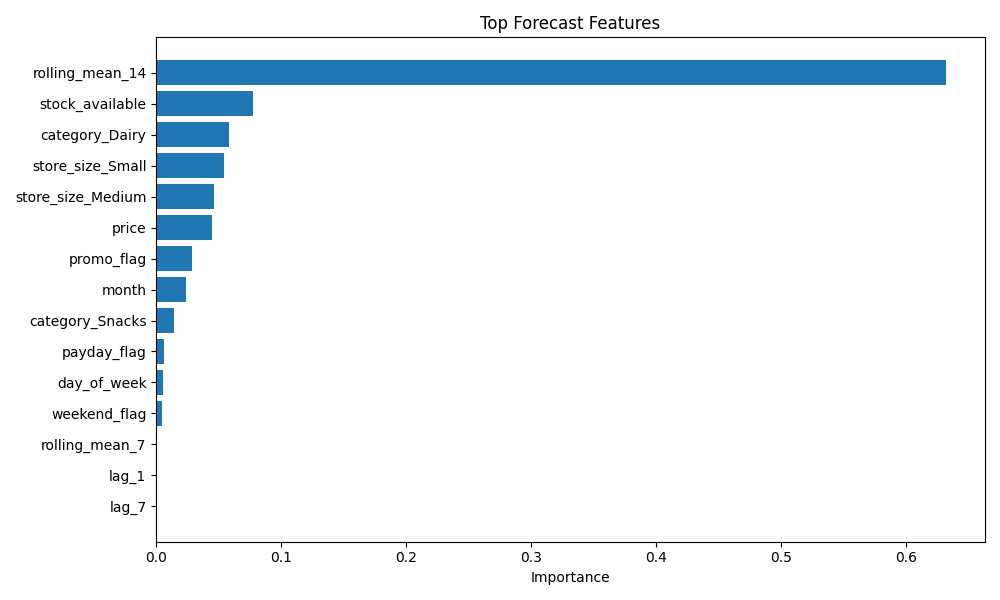 Top Forecast Features
rolling_mean_14
stock_available
category_Dairy
store_size_Small
store_size_Medium
price
promo_flag
month
category_Snacks
payday_flag
day_of_week
weekend_flag
rolling_mean_7
lag_1
lag_7
0.0 0.1 0.2 0.3 0.4 0.5 0.6
Importance